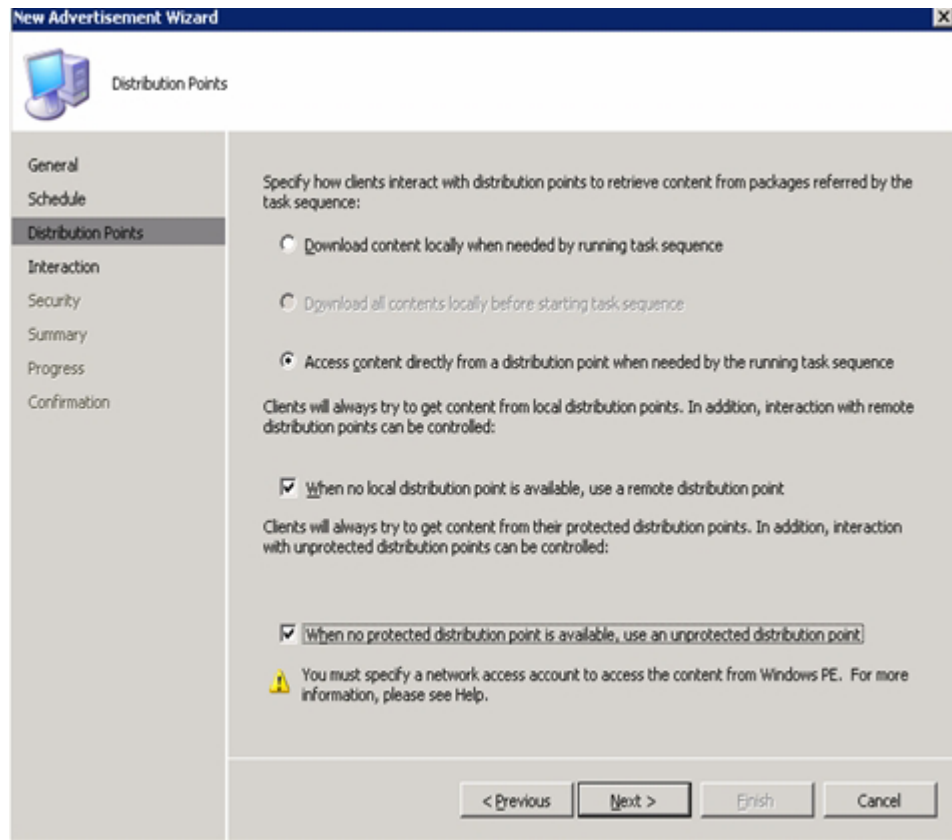 New Advertisement Wizard
X
Distribution Points
General
Schedule
Distribution Points
Interaction
Security
Summary
Progress
Confirmation
Specify how clients interact with distribution points to retrieve content from packages referred by the
task sequence:
Download content locally when needed by running task sequence
Download all contents locally before starting task sequence
Access content directly from a distribution point when needed by the running task sequence
Clients will always try to get content from local distribution points. In addition, interaction with remote
distribution points can be controlled:
When no local distribution point is available, use a remote distribution point
Clients will always try to get content from their protected distribution points. In addition, interaction
with unprotected distribution points can be controlled:
When no protected distribution point is available, use an unprotected distribution point
You must specify a network access account to access the content from Windows PE. For more
information, please see Help.
< Previous
Next >
Finish
Cancel